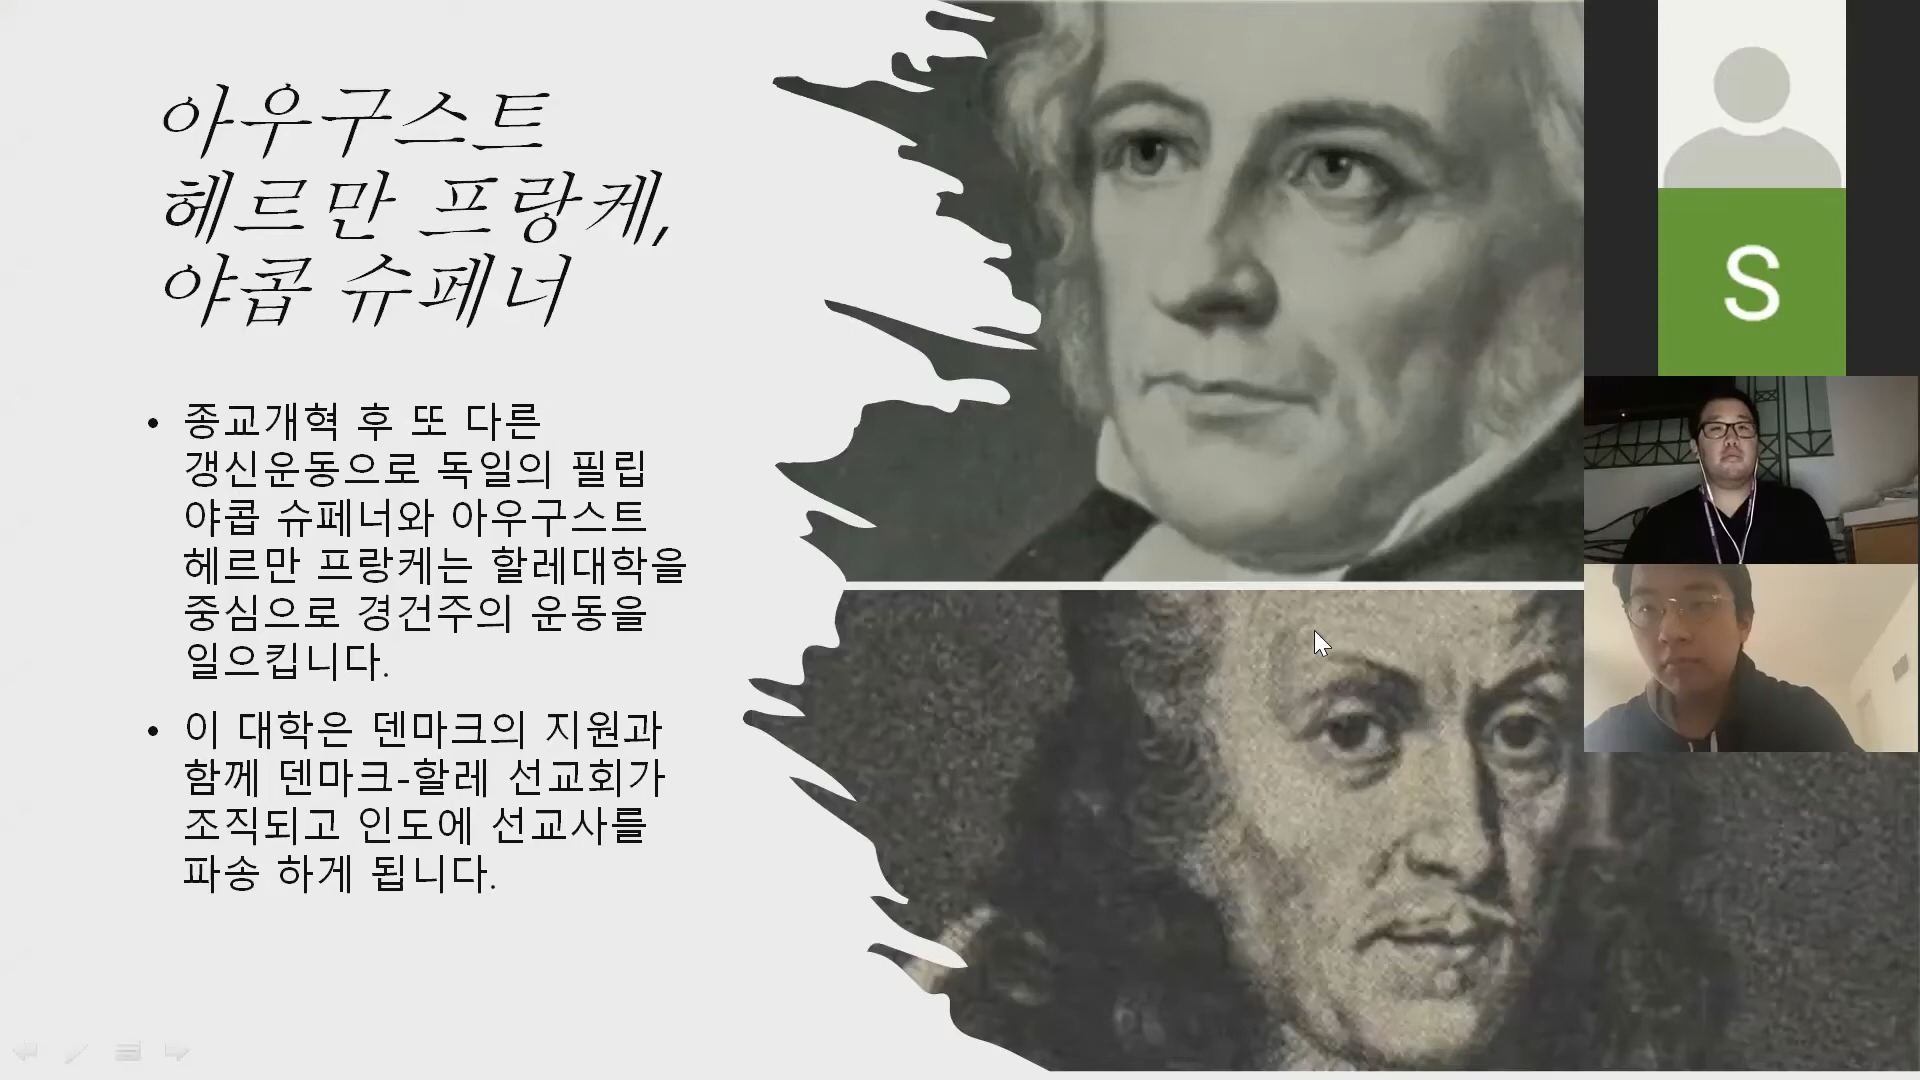 아우구스트
헤르만 프랑케,
야콥 슈페너
• 종교개혁 후 또 다른
갱신운동으로 독일의 필립
야콥 슈페너와 아우구스트
헤르만 프랑케는 할레대학을
중심으로 경건주의 운동을
일으킵니다.
• 이 대학은 덴마크의 지원과
함께 덴마크-할레 선교회가
조직되고 인도에 선교사를
파송 하게 됩니다.
S